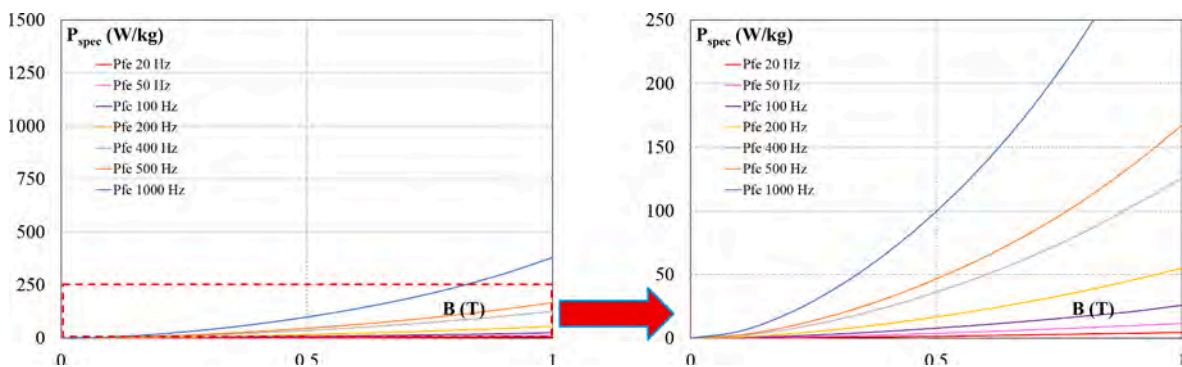 1500
1250
1000
750
500
250
0
P_spec (W/kg)
Pfe 20 Hz
Pfe 50 Hz
Pfe 100 Hz
Pfe 200 Hz
Pfe 400 Hz
Pfe 500 Hz
Pfe 1000 Hz
B (T)
0
0.5
1
250
200
150
100
50
0
P_spec (W/kg)
Pfe 20 Hz
Pfe 50 Hz
Pfe 100 Hz
Pfe 200 Hz
Pfe 400 Hz
Pfe 500 Hz
Pfe 1000 Hz
B (T)
0
0.5
1